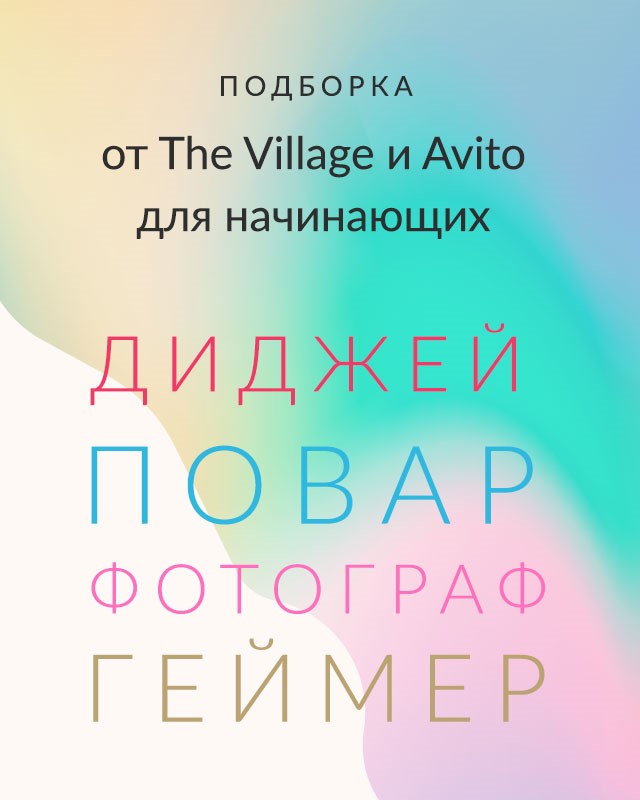 ПОДБОРКА
от The Village и Avito
для начинающих
ДИДЖЕЙ
ПОВАР
ФОТОГРАФ
ГЕЙМЕР